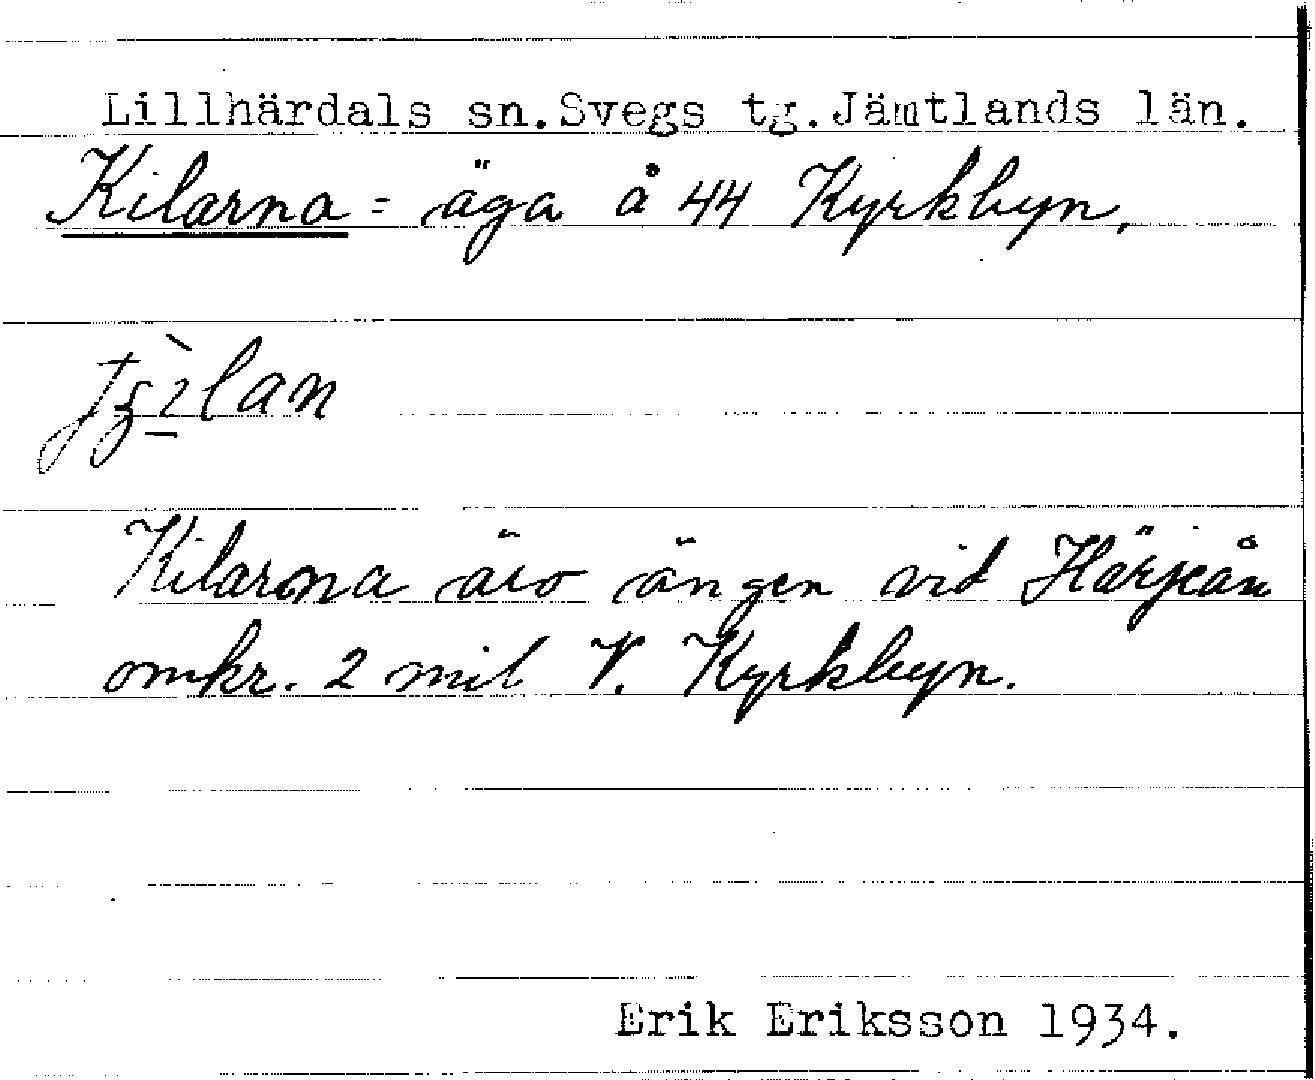 Lillhärdals sn. Svegs tg. Jämtlands län.
Kilarna = äga å 44 Kyrkbyn,
Kilarna äro ängen vid Härjeån
omkr. 2 mil V. Kyrkbyn.
Erik Eriksson 1934.